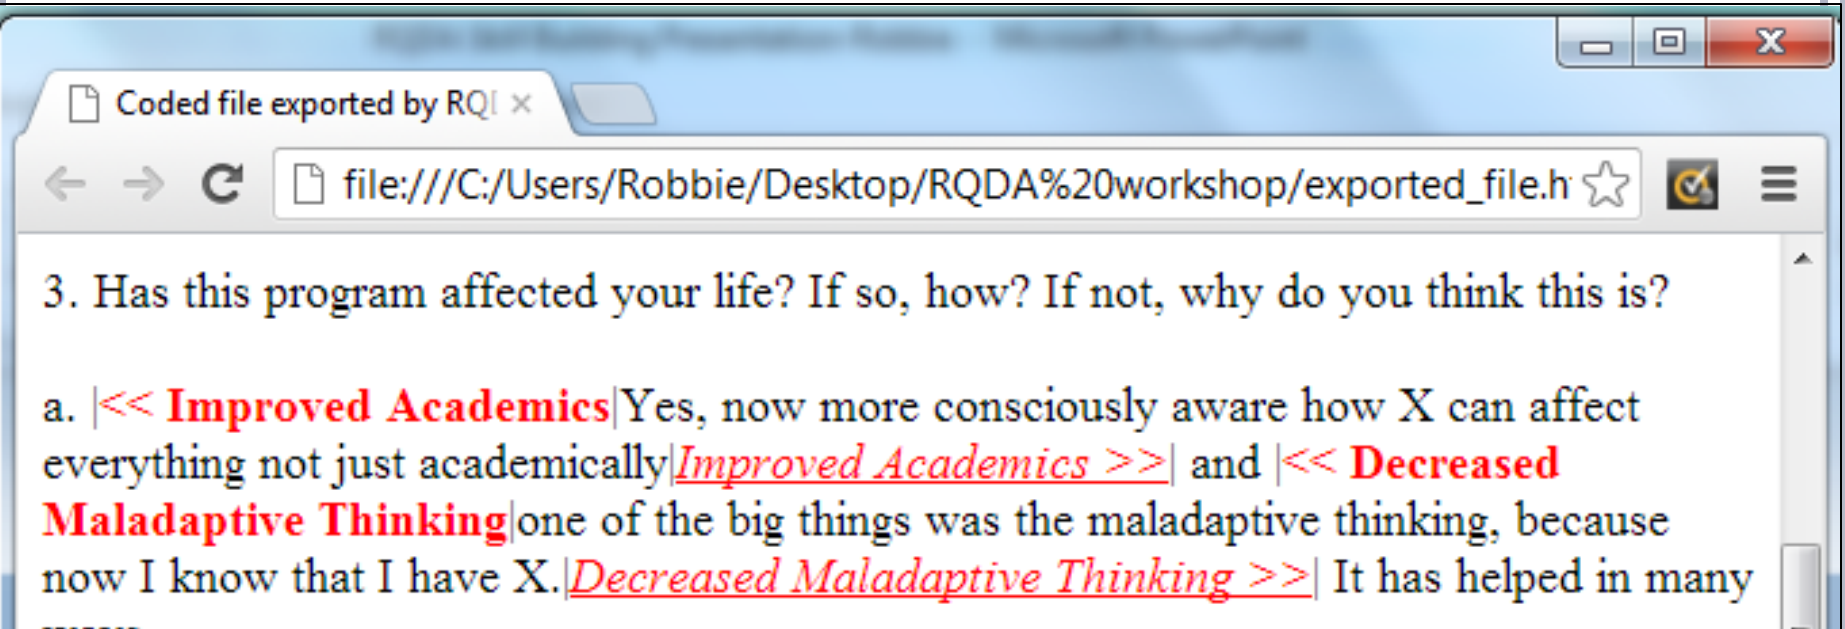 Coded file exported by RQ
file:///C:/Users/Robbie/Desktop/RQDA%20workshop/exported_file.h
3. Has this program affected your life? If so, how? If not, why do you think this is?
a. |<< Improved Academics|Yes, now more consciously aware how X can affect
everything not just academically|Improved Academics >>| and |<< Decreased
Maladaptive Thinking|one of the big things was the maladaptive thinking, because
now I know that I have X.|Decreased Maladaptive Thinking >>| It has helped in many